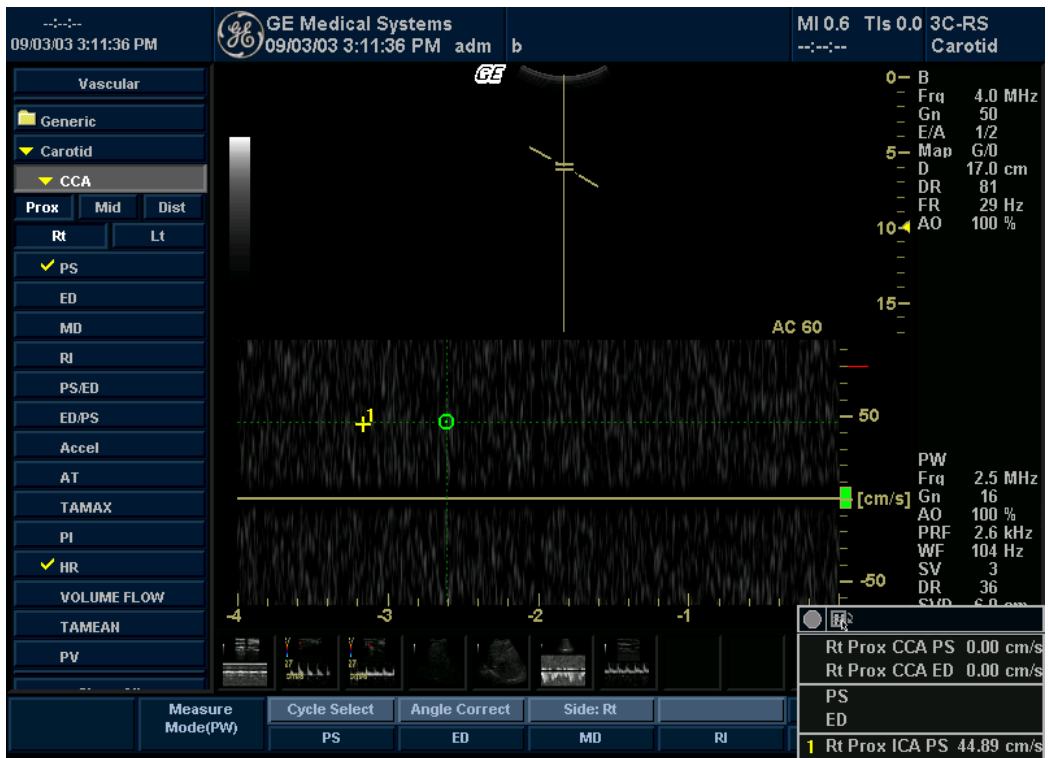 --:--:--
09/03/03 3:11:36 PM
GE Medical Systems
09/03/03 3:11:36 PM adm b
MI 0.6 TIs 0.0 3C-RS
--:--:-- Carotid
Vascular
Generic
Carotid
CCA
Prox Mid Dist
Rt Lt
PS
ED
MD
RI
PS/ED
ED/PS
Accel
AT
TAMAX
PI
HR
VOLUME FLOW
TAMEAN
PV
GE
0
5
10
15
B
Frq 4.0 MHz
Gn 50
E/A 1/2
Map G/0
D 17.0 cm
DR 81
FR 29 Hz
AO 100 %
AC 60
1
50
[cm/s]
-50
-4 -3 -2 -1
PW
Frq 2.5 MHz
Gn 16
AO 100 %
PRF 2.6 kHz
WF 104 Hz
SV 3
DR 36
Rt Prox CCA PS 0.00 cm/s
Rt Prox CCA ED 0.00 cm/s
PS
ED
1 Rt Prox ICA PS 44.89 cm/s
Measure
Mode(PW)
Cycle Select Angle Correct Side: Rt
PS ED MD RI